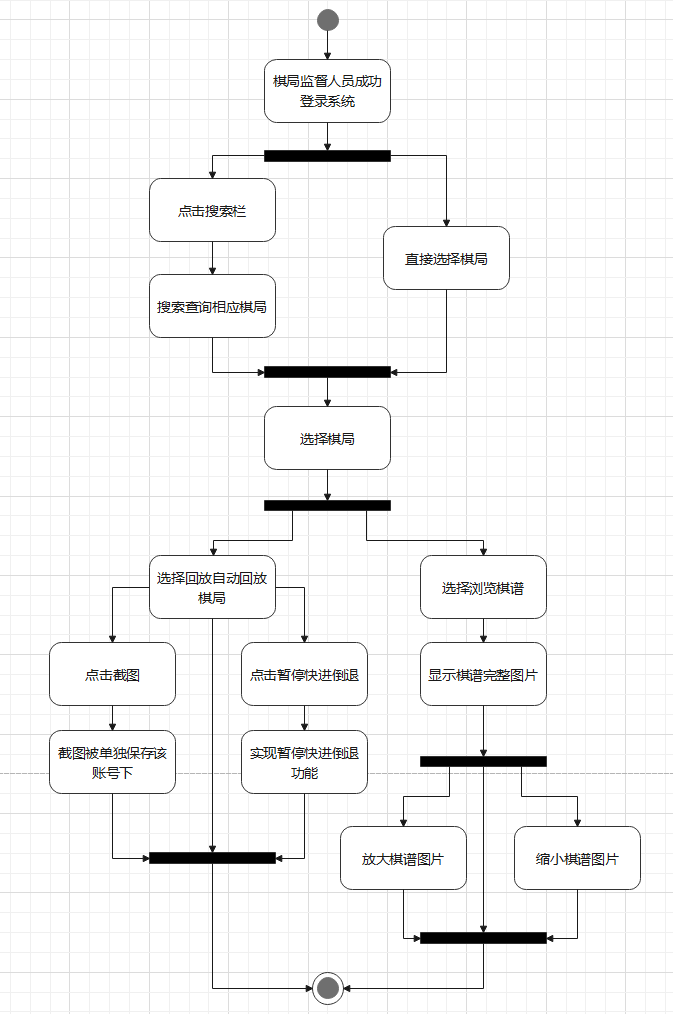 棋局监督人员成功
登录系统
点击搜索栏
直接选择棋局
搜索查询相应棋局
选择棋局
选择回放自动回放
棋局
选择浏览棋谱
点击截图
点击暂停快进倒退
显示棋谱完整图片
截图被单独保存该
账号下
实现暂停快进倒退
功能
放大棋谱图片
缩小棋谱图片